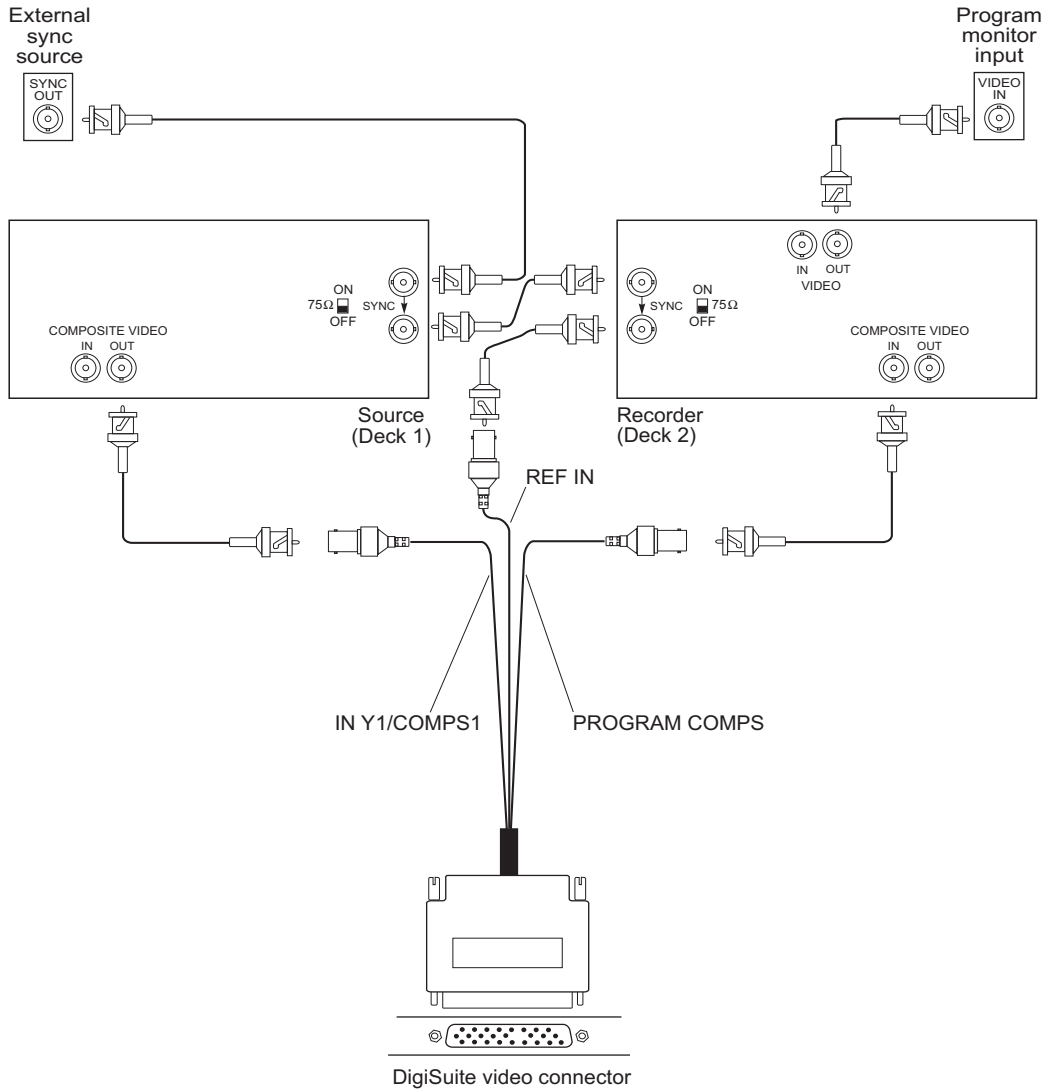 External
sync
source
SYNC
OUT
Program
monitor
input
VIDEO
IN
ON
75Ω
OFF
SYNC
COMPOSITE VIDEO
IN OUT
Source
(Deck 1)
IN OUT
VIDEO
SYNC
ON
75Ω
OFF
COMPOSITE VIDEO
IN OUT
Recorder
(Deck 2)
REF IN
IN Y1/COMPS1
PROGRAM COMPS
DigiSuite video connector